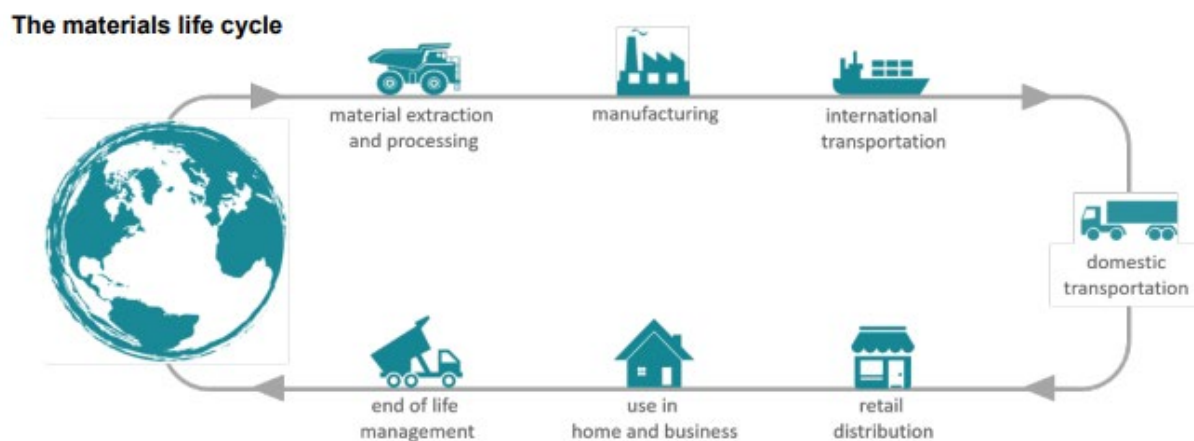 The materials life cycle
material extraction
and processing
manufacturing
international
transportation
domestic
transportation
retail
distribution
use in
home and business
end of life
management